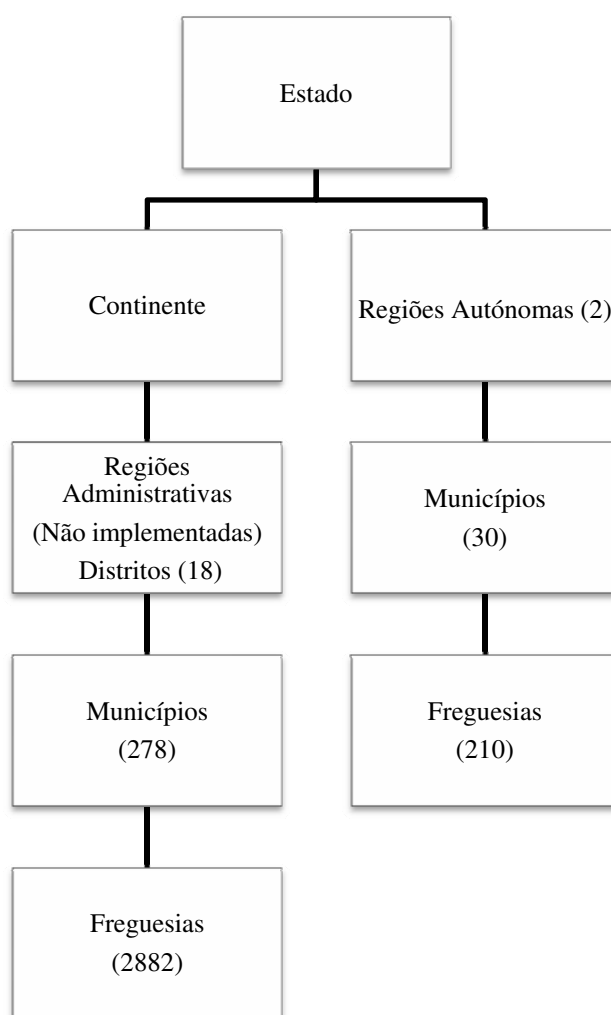 Estado
Continente
Regiões
Administrativas
(Não implementadas)
Distritos (18)
Municípios
(278)
Freguesias
(2882)
Regiões Autónomas (2)
Municípios
(30)
Freguesias
(210)